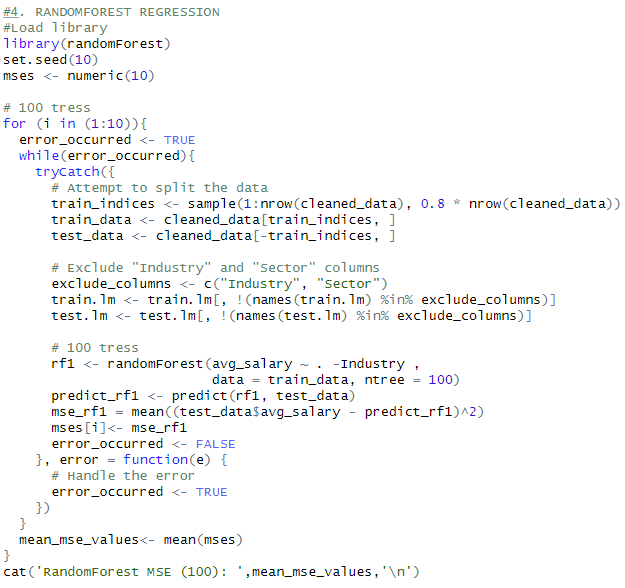 #4. RANDOMFOREST REGRESSION
#Load library
library(randomForest)
set.seed(10)
mses <- numeric(10)

# 100 tress
for (i in (1:10)){
  error_occurred <- TRUE
  while(error_occurred){
    tryCatch({
      # Attempt to split the data
      train_indices <- sample(1:nrow(cleaned_data), 0.8 * nrow(cleaned_data))
      train_data <- cleaned_data[train_indices, ]
      test_data <- cleaned_data[-train_indices, ]

      # Exclude "Industry" and "Sector" columns
      exclude_columns <- c("Industry", "Sector")
      train.lm <- train.lm[, !(names(train.lm) %in% exclude_columns)]
      test.lm <- test.lm[, !(names(test.lm) %in% exclude_columns)]

      # 100 tress
      rf1 <- randomForest(avg_salary ~ . -Industry ,
                          data = train_data, ntree = 100)
      predict_rf1 <- predict(rf1, test_data)
      mse_rf1 = mean((test_data$avg_salary - predict_rf1)^2)
      mses[i]<- mse_rf1
      error_occurred <- FALSE
    }, error = function(e) {
      # Handle the error
      error_occurred <- TRUE
    })
  }
  mean_mse_values<- mean(mses)
}
cat('RandomForest MSE (100): ',mean_mse_values,'\n')